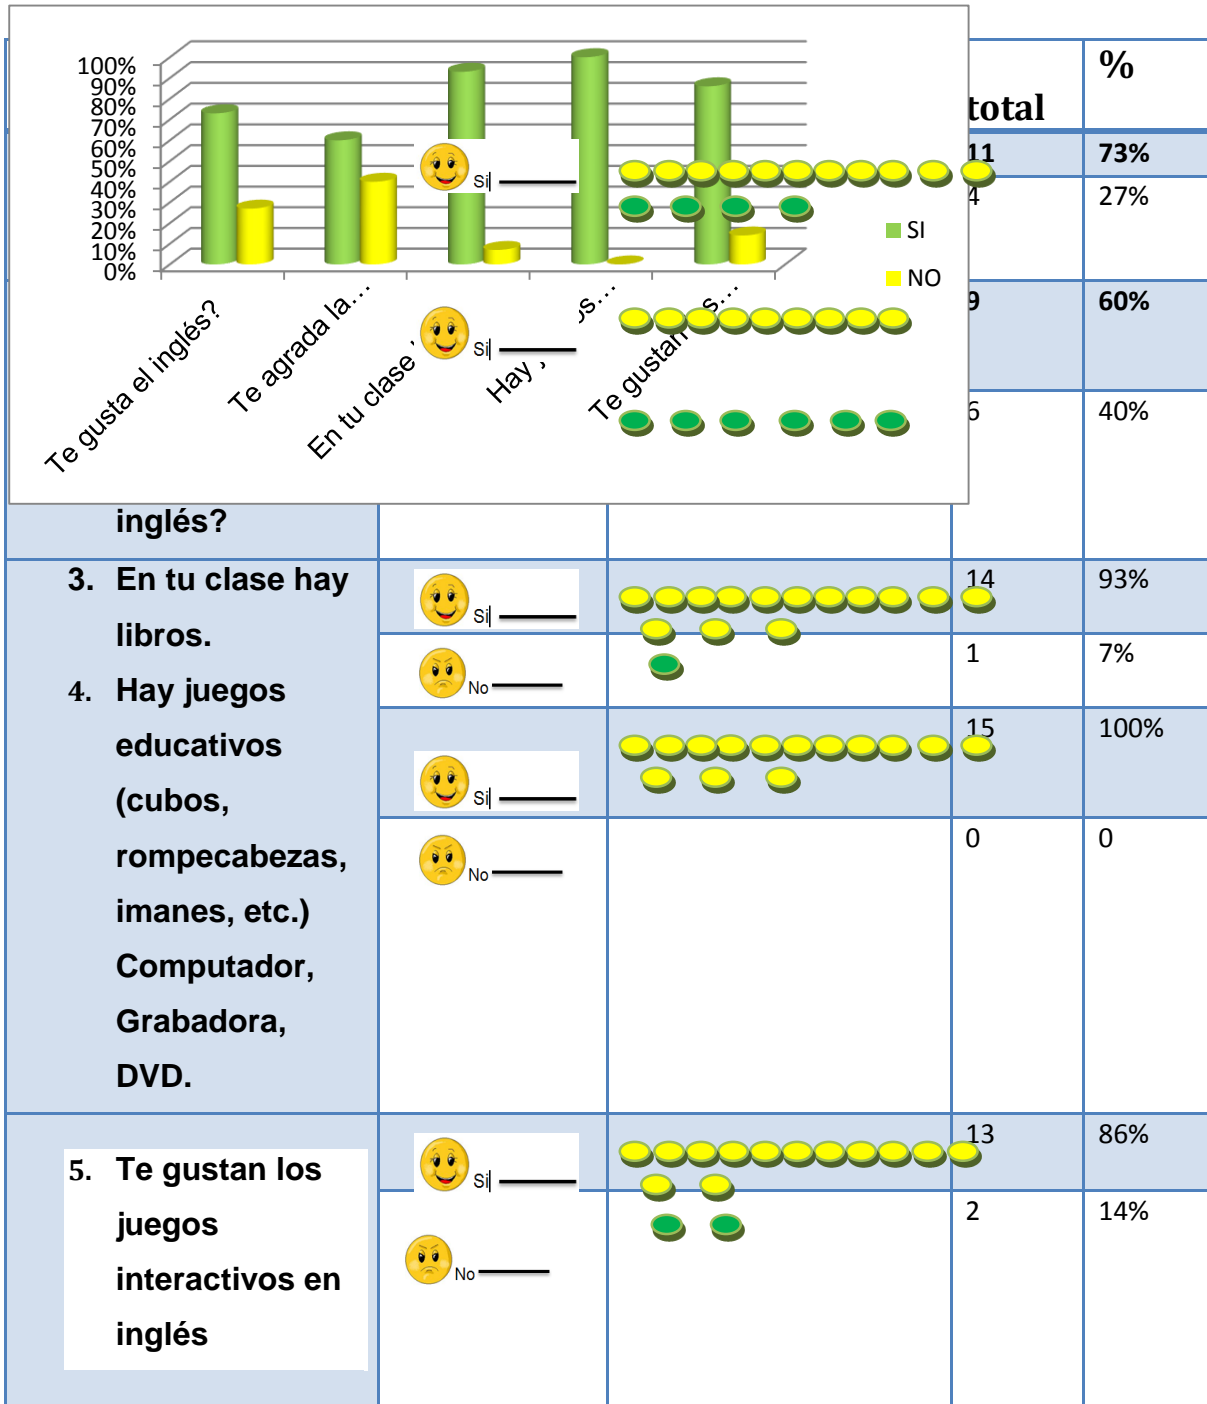 100%
90%
80%
70%
60%
50%
40%
30%
20%
10%
0%
Te gusta el inglés?
Te agrada la...
En tu clase
Hay
Te gustan
SI
NO
total
%
Si
11
73%
4
27%
Si
9
60%
6
40%
inglés?
3. En tu clase hay
libros.
Si
14
93%
No
1
7%
4. Hay juegos
educativos
(cubos,
rompecabezas,
imanes, etc.)
Computador,
Grabadora,
DVD.
Si
15
100%
No
0
0
5. Te gustan los
juegos
interactivos en
inglés
Si
13
86%
No
2
14%